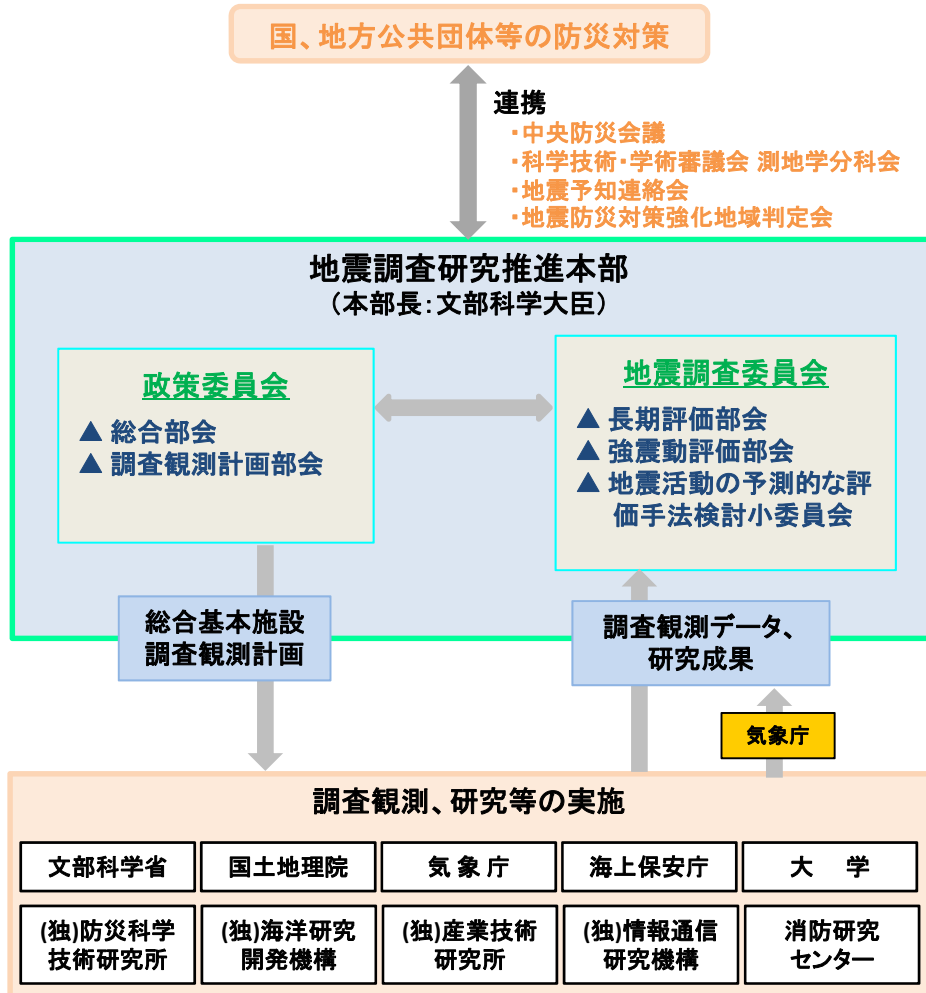 国、地方公共団体等の防災対策
連携
・中央防災会議
・科学技術・学術審議会 測地学分科会
・地震予知連絡会
・地震防災対策強化地域判定会
地震調査研究推進本部
（本部長：文部科学大臣）
政策委員会
▲ 総合部会
▲ 調査観測計画部会
地震調査委員会
▲ 長期評価部会
▲ 強震動評価部会
▲ 地震活動の予測的な評
価手法検討小委員会
総合基本施設
調査観測計画
調査観測データ、
研究成果
気象庁
調査観測、研究等の実施
文部科学省
国土地理院
気象庁
海上保安庁
大 学
(独)防災科学
技術研究所
(独)海洋研究
開発機構
(独)産業技術
研究所
(独)情報通信
研究機構
消防研究
センター